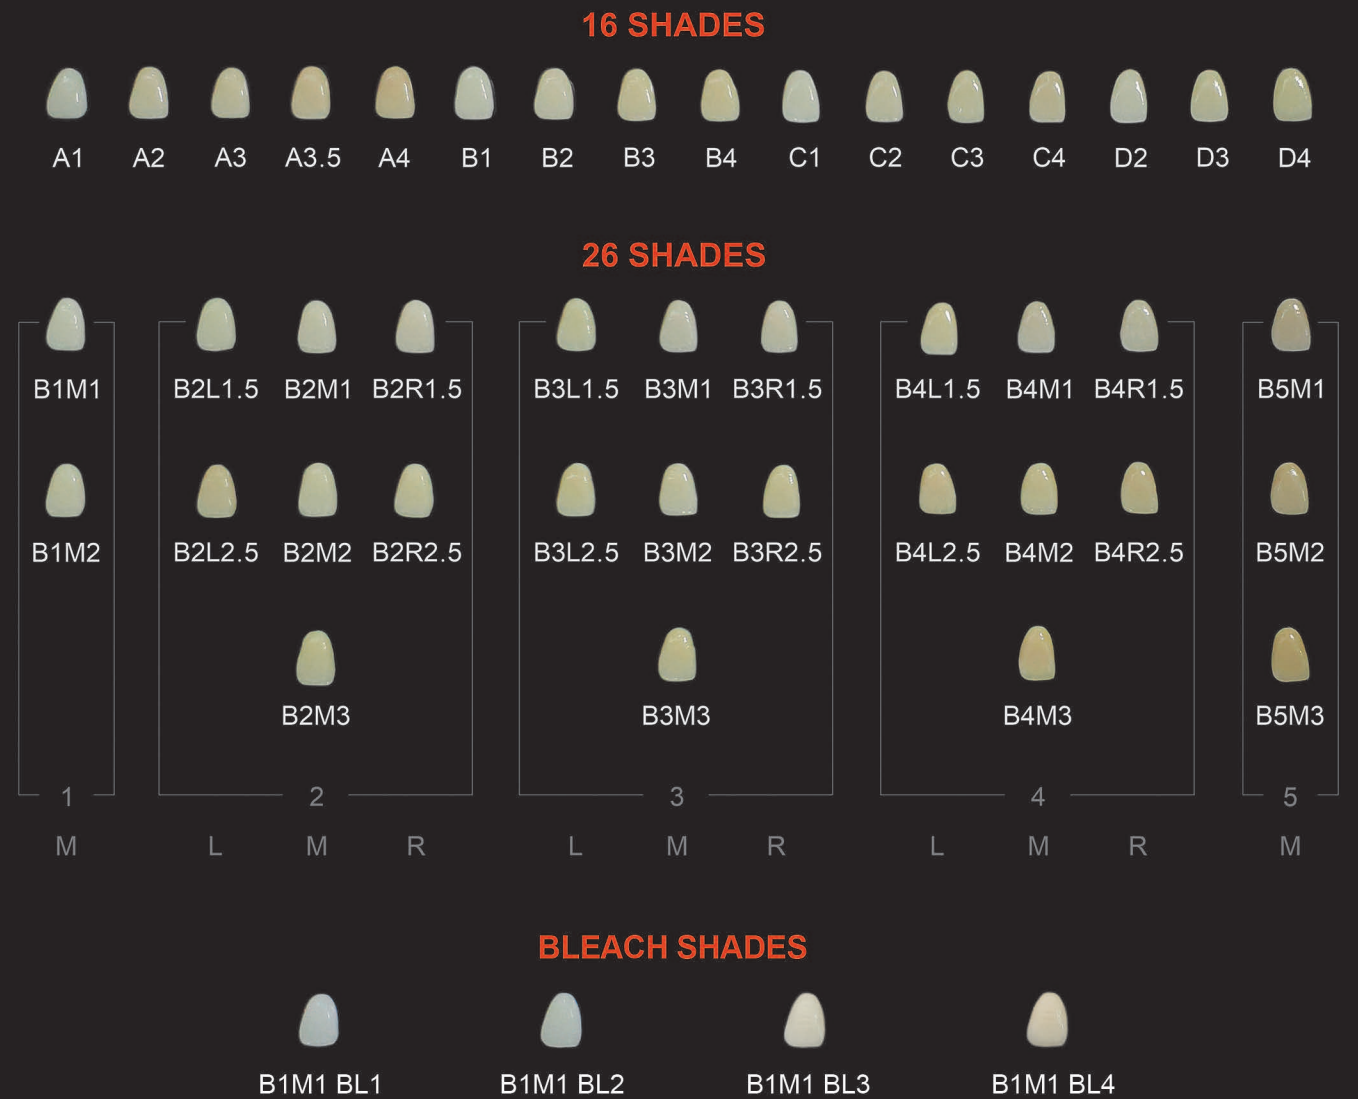 16 SHADES
A1 A2 A3 A3.5 A4 B1 B2 B3 B4 C1 C2 C3 C4 D2 D3 D4
26 SHADES
B1M1 B2L1.5 B2M1 B2R1.5 B3L1.5 B3M1 B3R1.5 B4L1.5 B4M1 B4R1.5 B5M1
B1M2 B2L2.5 B2M2 B2R2.5 B3L2.5 B3M2 B3R2.5 B4L2.5 B4M2 B4R2.5 B5M2
B2M3 B3M3 B4M3 B5M3
1 2 3 4 5
M L M R L M R L M R M
BLEACH SHADES
B1M1 BL1 B1M1 BL2 B1M1 BL3 B1M1 BL4